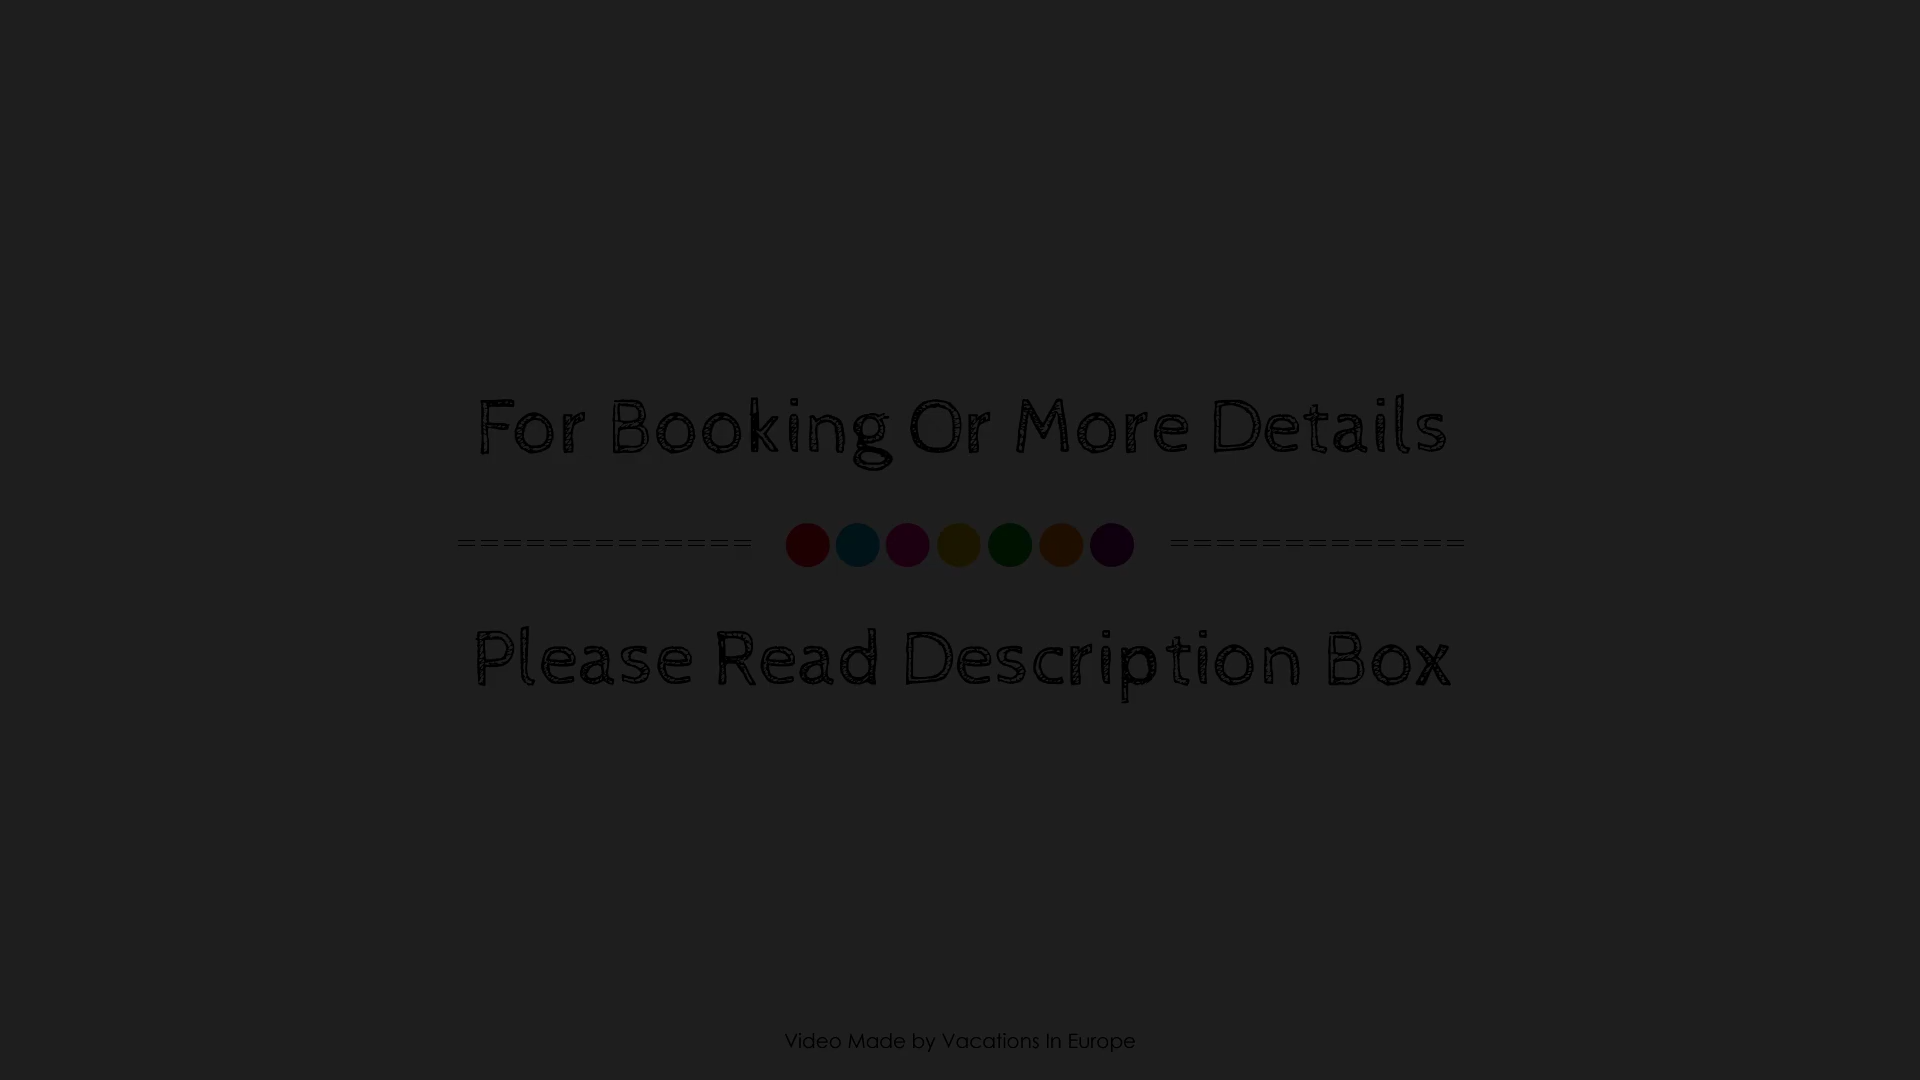 For Booking Or More Details
============= =============
Please Read Description Box
Video Made by Vacations In Europe